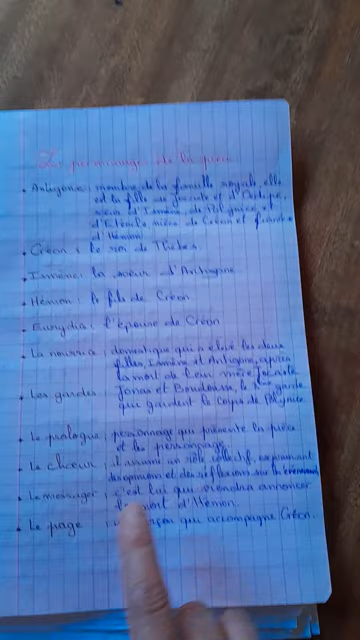 Les personnages de la pièce
• Antigone : membre de la famille royale, elle
est la fille de Jocaste et d'Œdipe,
sœur d'Ismène, de Polynice et
d'Etéocle nièce de Créon et fiancée
d'Hémon
• Créon : le roi de Thèbes
• Ismène : la sœur d'Antigone
• Hémon : le fils de Créon
• Eurydice : l'épouse de Créon
• La nourrice : domestique qui a élevé les deux
filles Ismène et Antigone, après
la mort de leur mère Jocaste
• Les gardes : Jonas et Boudousse, le garde
qui gardent le corps de Polynice
• Le prologue : personnage qui présente la pièce
et les personnages
• Le chœur : il assume un rôle collectif, exprimant
des opinions et des réflexions sur les évènements
• Le messager : c'est lui qui viendra annoncer
la mort d'Hémon.
• Le page : garçon qui accompagne Créon.